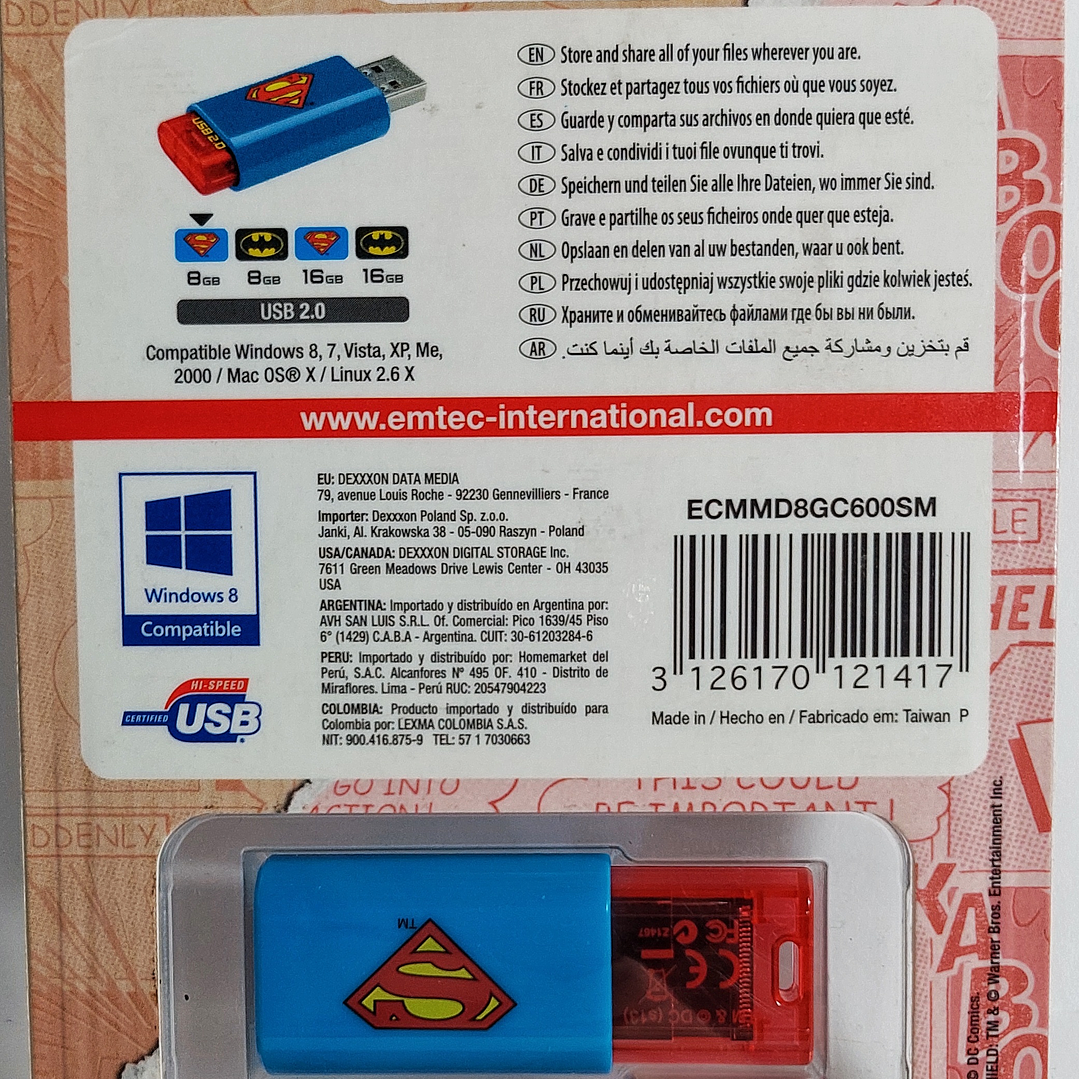 DDENLY
USB 2.0
EN Store and share all of your files wherever you are.
FR Stockez et partagez tous vos fichiers où que vous soyez.
ES Guarde y comparta sus archivos en donde quiera que esté.
IT Salva e condividi i tuoi file ovunque ti trovi.
DE Speichern und teilen Sie alle Ihre Dateien, wo immer Sie sind.
PT Grave e partilhe os seus ficheiros onde quer que esteja.
NL Opslaan en delen van al uw bestanden, waar u ook bent.
PL Przechowuj i udostępniaj wszystkie swoje pliki gdzie kolwiek jesteś.
RU Храните и обменивайтесь файлами где бы вы ни были.
AR قم بتخزين ومشاركة جميع الملفات الخاصة بك أينما كنت.
8GB 8GB 16GB 16GB
USB 2.0
Compatible Windows 8, 7, Vista, XP, Me,
2000 / Mac OS® X / Linux 2.6 X
www.emtec-international.com
Windows 8
Compatible
HI-SPEED
CERTIFIED USB
EU: DEXXXON DATA MEDIA
79, avenue Louis Roche - 92230 Gennevilliers - France
Importer: Dexxxon Poland Sp. z.o.o.
Janki, Al. Krakowska 38 - 05-090 Raszyn - Poland
USA/CANADA: DEXXXON DIGITAL STORAGE Inc.
7611 Green Meadows Drive Lewis Center - OH 43035
USA
ARGENTINA: Importado y distribuído en Argentina por:
AVH SAN LUIS S.R.L. Of. Comercial: Pico 1639/45 Piso
6° (1429) C.A.B.A - Argentina. CUIT: 30-61203284-6
PERU: Importado y distribuído por: Homemarket del
Perú, S.A.C. Alcanfores Nº 495 OF. 410 - Distrito de
Miraflores. Lima - Perú RUC: 20547904223
COLOMBIA: Producto importado y distribuído para
Colombia por: LEXMA COLOMBIA S.A.S.
NIT: 900.416.875-9 TEL: 57 1 7030663
ECMMD8GC600SM
3 126170 121417
Made in / Hecho en / Fabricado em: Taiwan P
GO INTO
ACTION!
THIS COULD
BE IMPORTANT!
DDENLY
TM
Z1467
FC
CE
TM & © DC (s13)
© DC Comics.
HIELD: TM & © Warner Bros. Entertainment Inc.